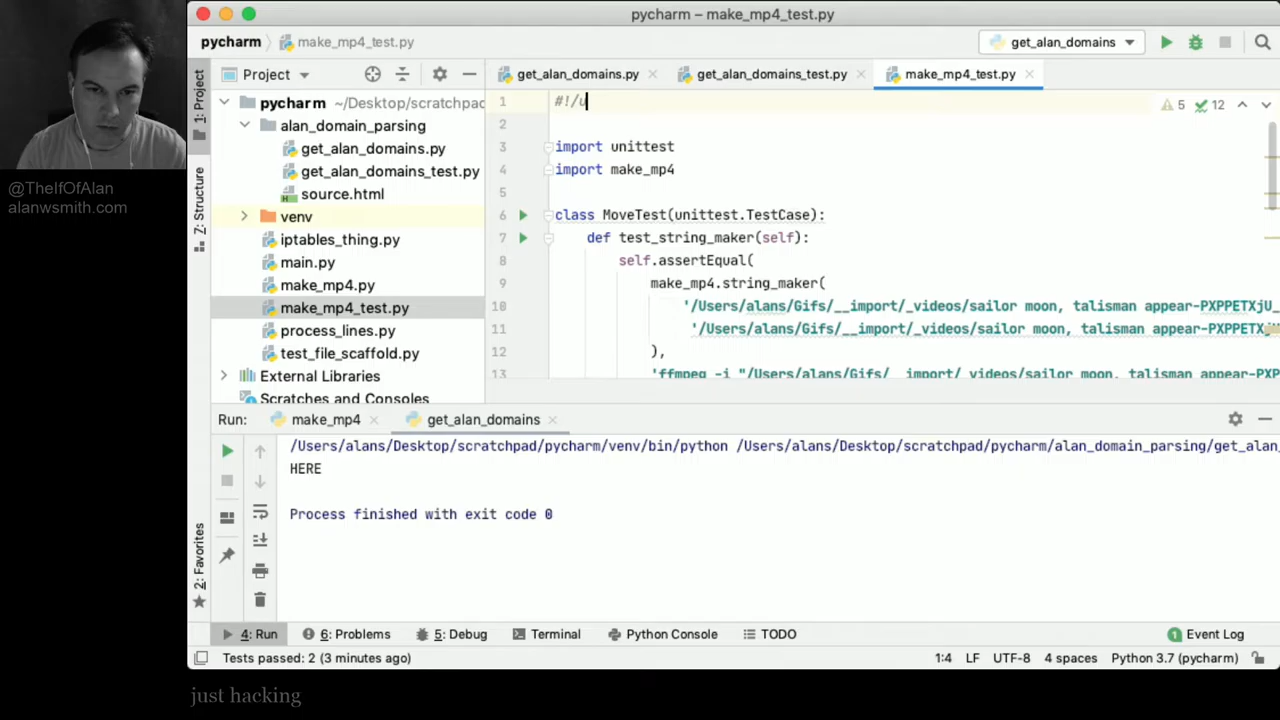 pycharm – make_mp4_test.py
pycharm make_mp4_test.py get_alan_domains
1: Project
Project
get_alan_domains.py get_alan_domains_test.py make_mp4_test.py
pycharm ~/Desktop/scratchpad
alan_domain_parsing
get_alan_domains.py
get_alan_domains_test.py
source.html
venv
iptables_thing.py
main.py
make_mp4.py
make_mp4_test.py
process_lines.py
test_file_scaffold.py
External Libraries
Scratches and Consoles
7: Structure
1 #!/u
5 12
2
3 import unittest
4 import make_mp4
5
6 class MoveTest(unittest.TestCase):
7 def test_string_maker(self):
8 self.assertEqual(
9 make_mp4.string_maker(
10 '/Users/alans/Gifs/__import/_videos/sailor moon, talisman appear-PXPPETXjU_
11 '/Users/alans/Gifs/__import/_videos/sailor moon, talisman appear-PXPPETXj
12 ),
13 'ffmpeg -i "/Users/alans/Gifs/__import/_videos/sailor moon, talisman appear-PXP
@TheIfOfAlan
alanwsmith.com
Run: make_mp4 get_alan_domains
/Users/alans/Desktop/scratchpad/pycharm/venv/bin/python /Users/alans/Desktop/scratchpad/pycharm/alan_domain_parsing/get_alan_
HERE
Process finished with exit code 0
2: Favorites
4: Run 6: Problems 5: Debug Terminal Python Console TODO 1 Event Log
Tests passed: 2 (3 minutes ago) 1:4 LF UTF-8 4 spaces Python 3.7 (pycharm)
just hacking